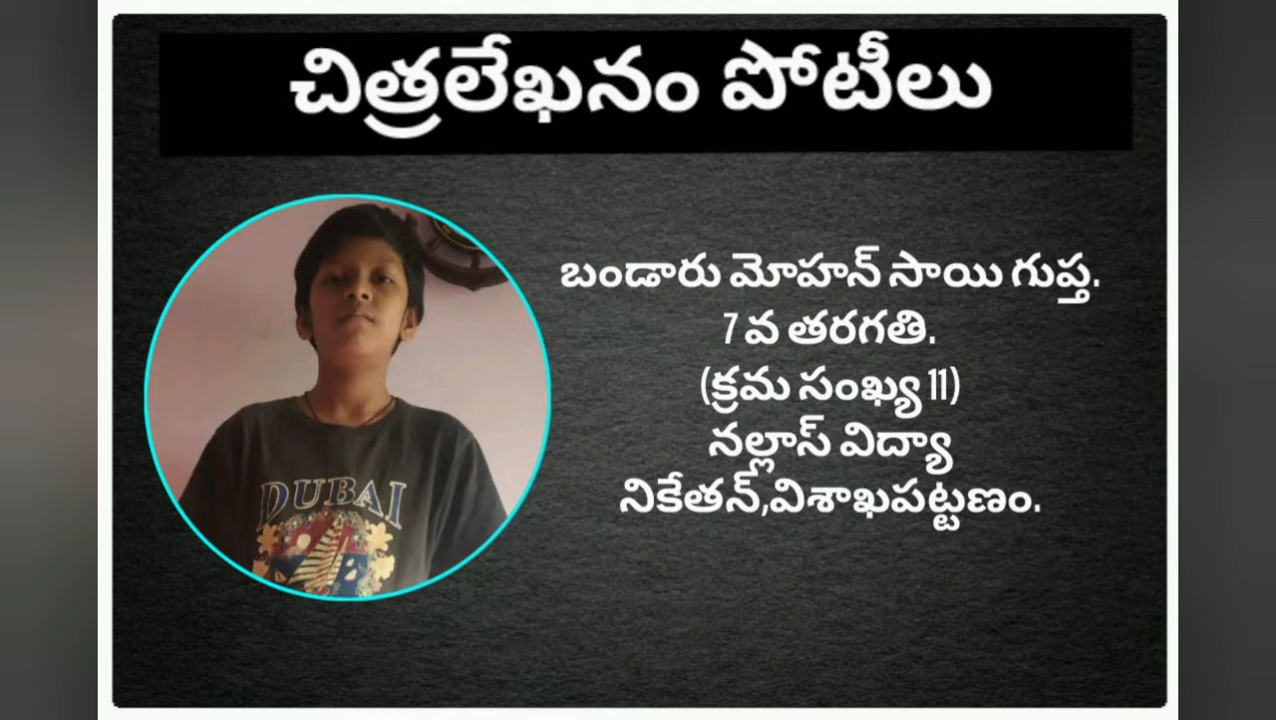 చిత్రలేఖనం పోటీలు
బండారు మోహన్ సాయి గుప్త.
7 వ తరగతి.
(క్రమ సంఖ్య 11)
నల్లాస్ విద్యా
నికేతన్,విశాఖపట్టణం.
DUBAI